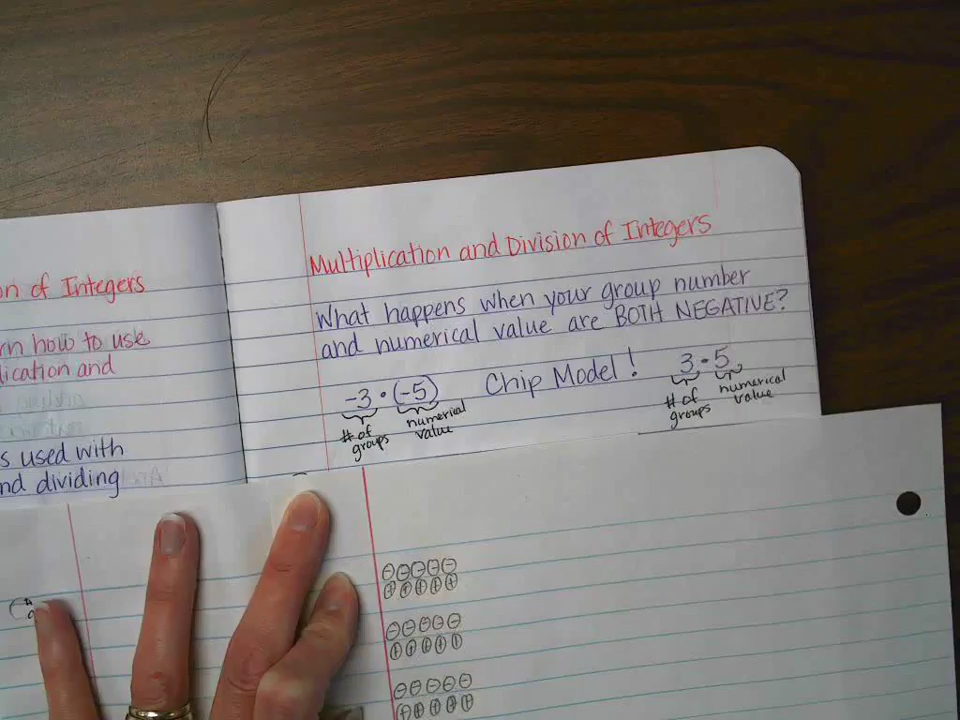 on of Integers
rn how to use
lication and
s used with
nd dividing
Multiplication and Division of Integers
What happens when your group number
and numerical value are BOTH NEGATIVE?
-3 • (-5) Chip Model! 3 • 5
# of groups numerical value # of groups numerical value
⊖⊖⊖⊖⊖
⊕⊕⊕⊕⊕
⊖⊖⊖⊖⊖
⊕⊕⊕⊕⊕
⊖⊖⊖⊖⊖
⊕⊕⊕⊕⊕